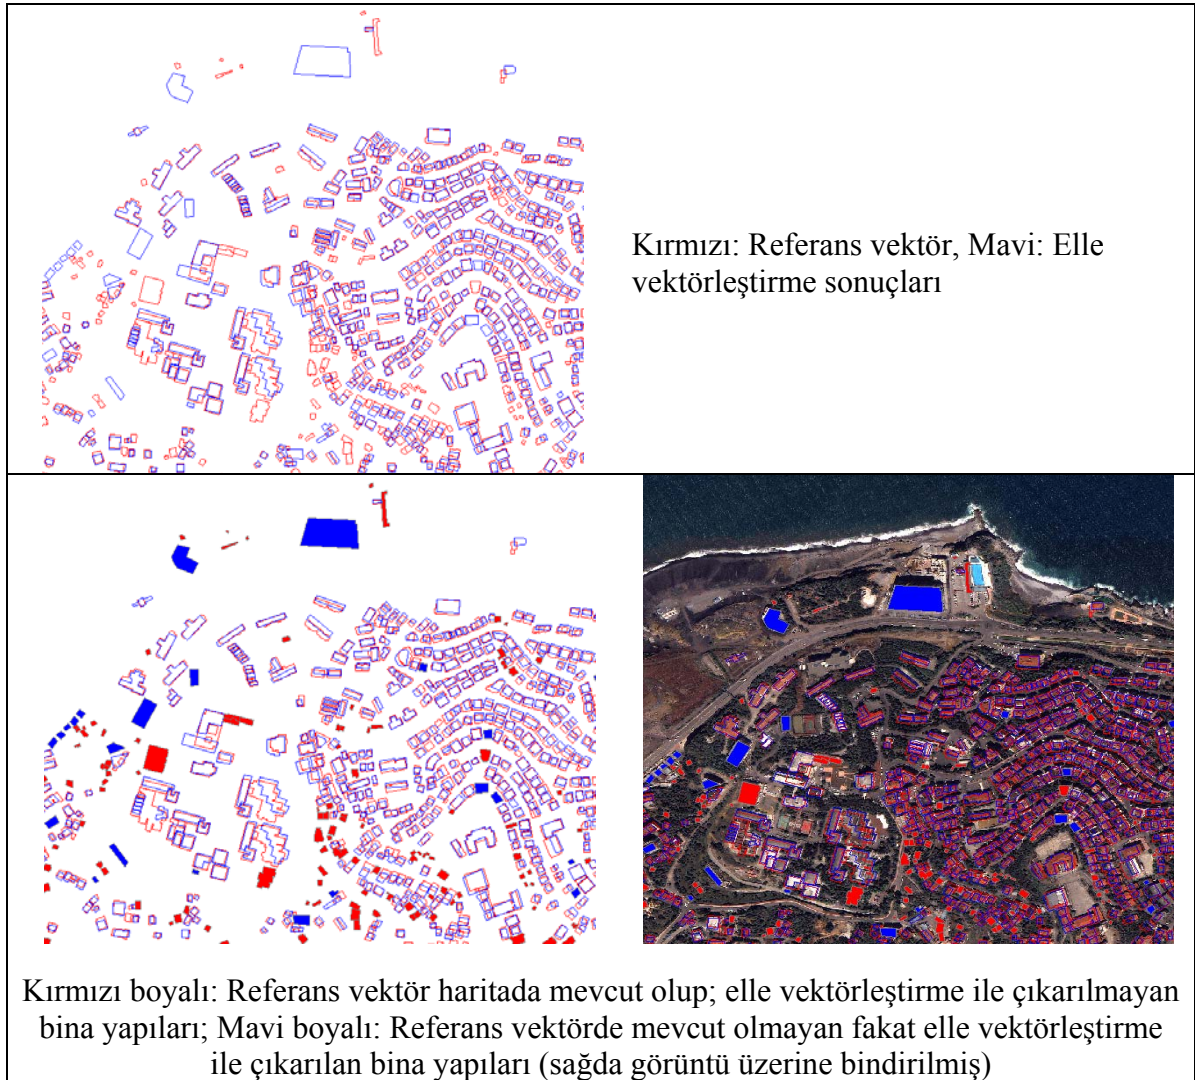 Kırmızı: Referans vektör, Mavi: Elle
vektörleştirme sonuçları
Kırmızı boyalı: Referans vektör haritada mevcut olup; elle vektörleştirme ile çıkarılmayan
bina yapıları; Mavi boyalı: Referans vektörde mevcut olmayan fakat elle vektörleştirme
ile çıkarılan bina yapıları (sağda görüntü üzerine bindirilmiş)